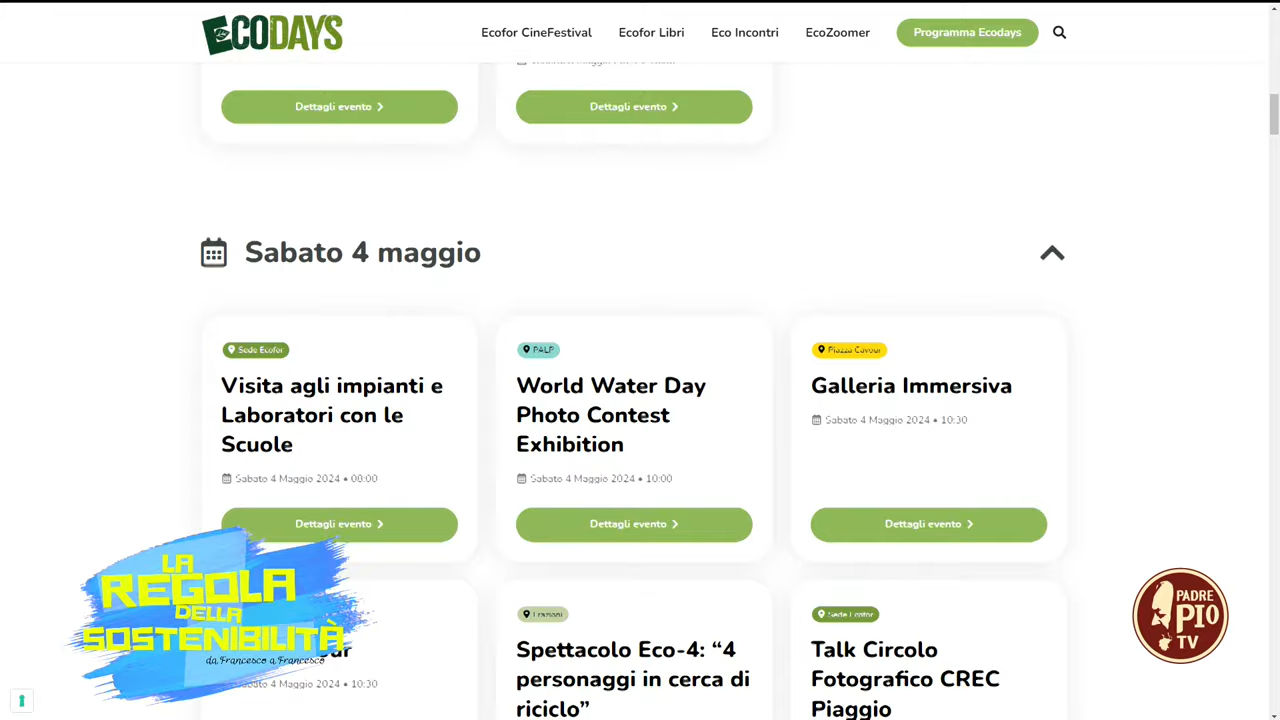 ECODAYS
Ecofor CineFestival
Ecofor Libri
Eco Incontri
EcoZoomer
Programma Ecodays
Dettagli evento
Dettagli evento
Sabato 4 maggio
Sede Ecofor
Visita agli impianti e
Laboratori con le
Scuole
Sabato 4 Maggio 2024 • 00:00
Dettagli evento
PALP
World Water Day
Photo Contest
Exhibition
Sabato 4 Maggio 2024 • 10:00
Dettagli evento
Piazza Cavour
Galleria Immersiva
Sabato 4 Maggio 2024 • 10:30
Dettagli evento
Sabato 4 Maggio 2024 • 10:30
Frazioni
Spettacolo Eco-4: “4
personaggi in cerca di
riciclo”
Sede Ecofor
Talk Circolo
Fotografico CREC
Piaggio
LA
REGOLA
DELLA
SOSTENIBILITÀ
da Francesco a Francesco
PADRE
PIO
TV